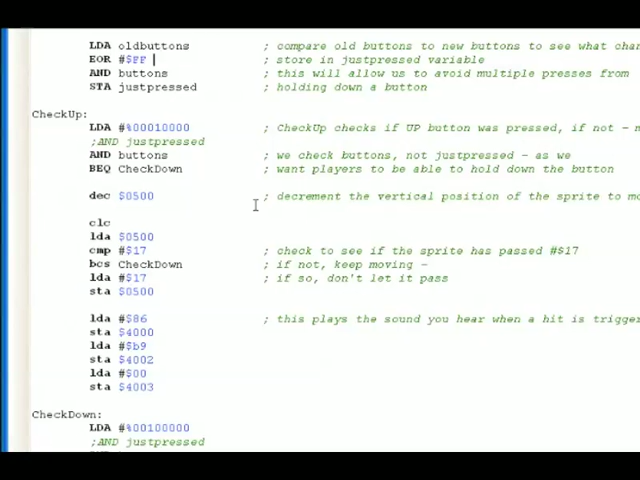 LDA oldbuttons ; compare old buttons to new buttons to see what
EOR #$FF ; store in justpressed variable
AND buttons ; this will allow us to avoid multiple presses from
STA justpressed ; holding down a button
CheckUp:
LDA #%00010000 ; CheckUp checks if UP button was pressed, if not -
;AND justpressed
AND buttons ; we check buttons, not justpressed - as we
BEQ CheckDown ; want players to be able to hold down the button
dec $0500 ; decrement the vertical position of the sprite to
clc
lda $0500
cmp #$17 ; check to see if the sprite has passed #$17
bcs CheckDown ; if not, keep moving -
lda #$17 ; if so, don't let it pass
sta $0500
lda #$86 ; this plays the sound you hear when a hit is
sta $4000
lda #$b9
sta $4002
lda #$00
sta $4003
CheckDown:
LDA #%00100000
;AND justpressed